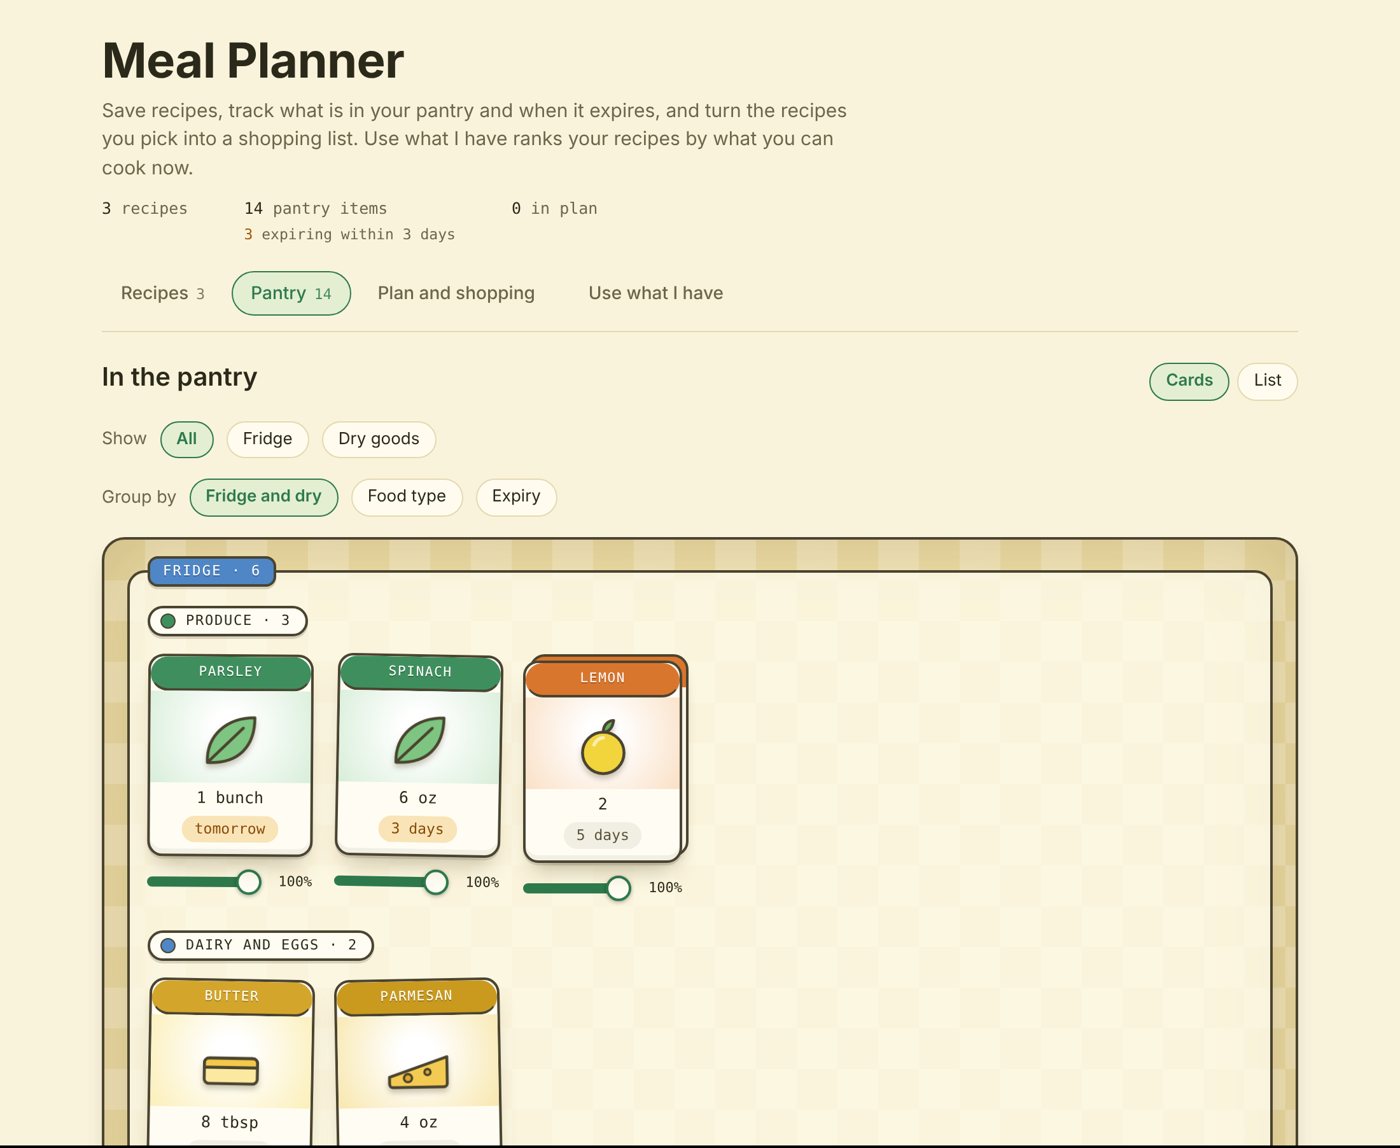 Meal Planner
Save recipes, track what is in your pantry and when it expires, and turn the recipes
you pick into a shopping list. Use what I have ranks your recipes by what you can
cook now.
3 recipes 14 pantry items 0 in plan
3 expiring within 3 days
Recipes 3 Pantry 14 Plan and shopping Use what I have
In the pantry Cards List
Show All Fridge Dry goods
Group by Fridge and dry Food type Expiry
FRIDGE · 6
PRODUCE · 3
PARSLEY SPINACH LEMON
1 bunch 6 oz 2
tomorrow 3 days 5 days
100% 100% 100%
DAIRY AND EGGS · 2
BUTTER PARMESAN
8 tbsp 4 oz